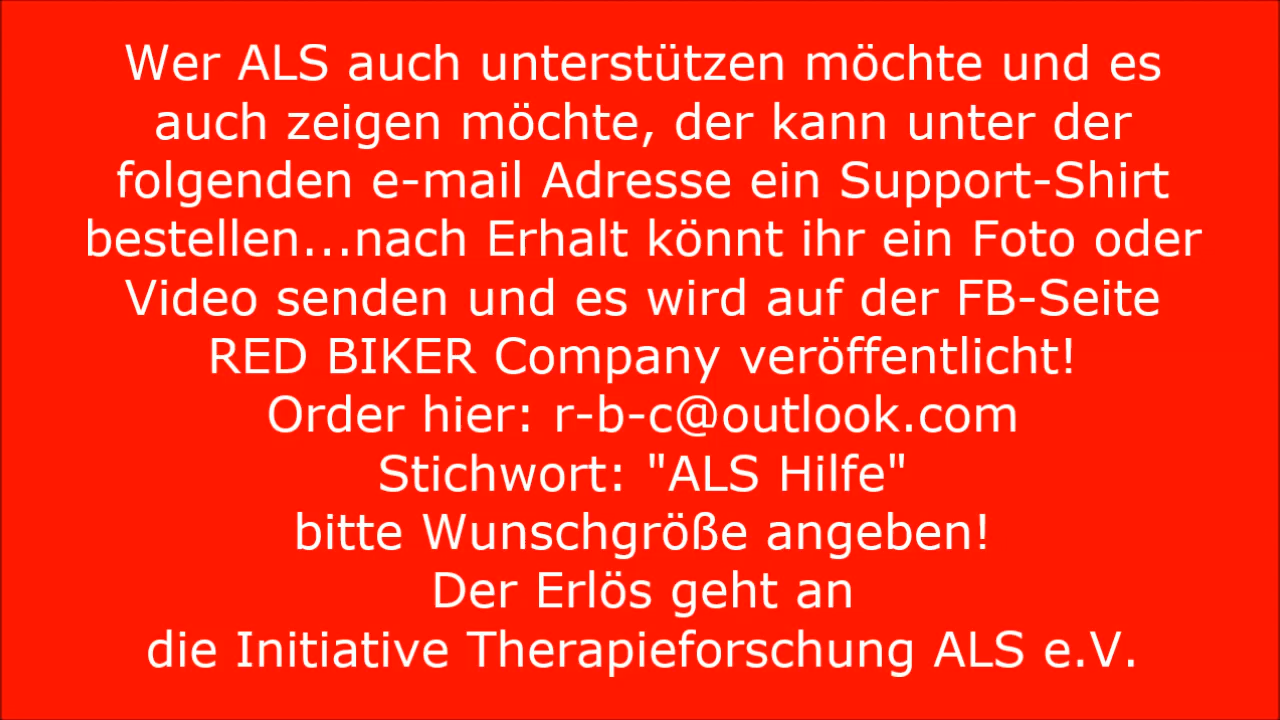 Wer ALS auch unterstützen möchte und es
auch zeigen möchte, der kann unter der
folgenden e-mail Adresse ein Support-Shirt
bestellen...nach Erhalt könnt ihr ein Foto oder
Video senden und es wird auf der FB-Seite
RED BIKER Company veröffentlicht!
Order hier: r-b-c@outlook.com
Stichwort: "ALS Hilfe"
bitte Wunschgröße angeben!
Der Erlös geht an
die Initiative Therapieforschung ALS e.V.